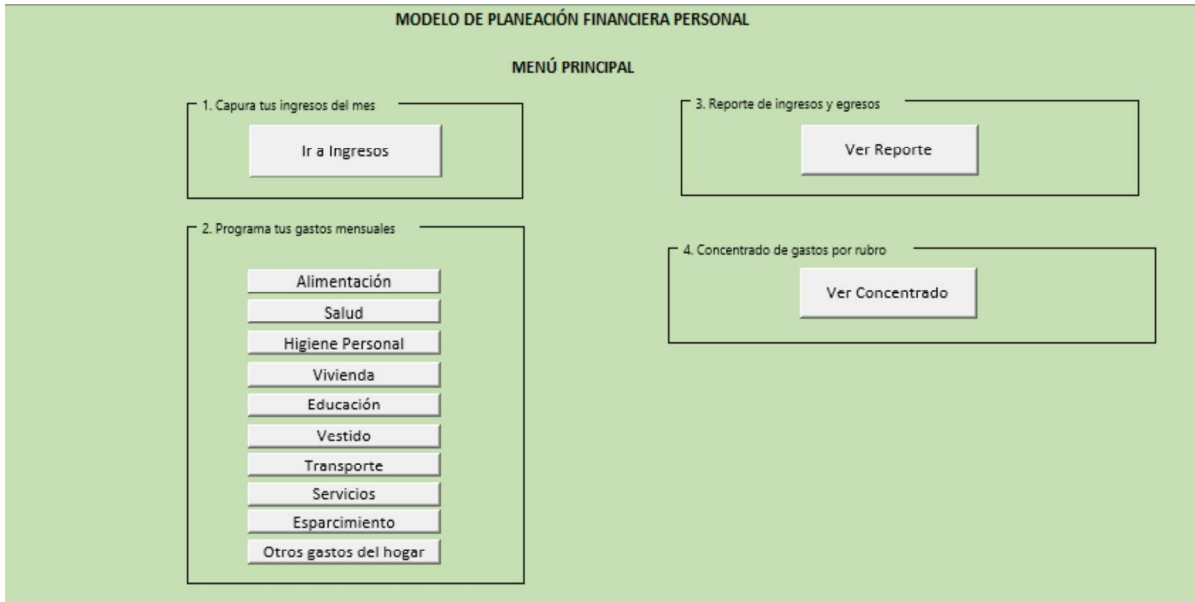 MODELO DE PLANEACIÓN FINANCIERA PERSONAL
MENÚ PRINCIPAL
1. Capura tus ingresos del mes
Ir a Ingresos
2. Programa tus gastos mensuales
Alimentación
Salud
Higiene Personal
Vivienda
Educación
Vestido
Transporte
Servicios
Esparcimiento
Otros gastos del hogar
3. Reporte de ingresos y egresos
Ver Reporte
4. Concentrado de gastos por rubro
Ver Concentrado